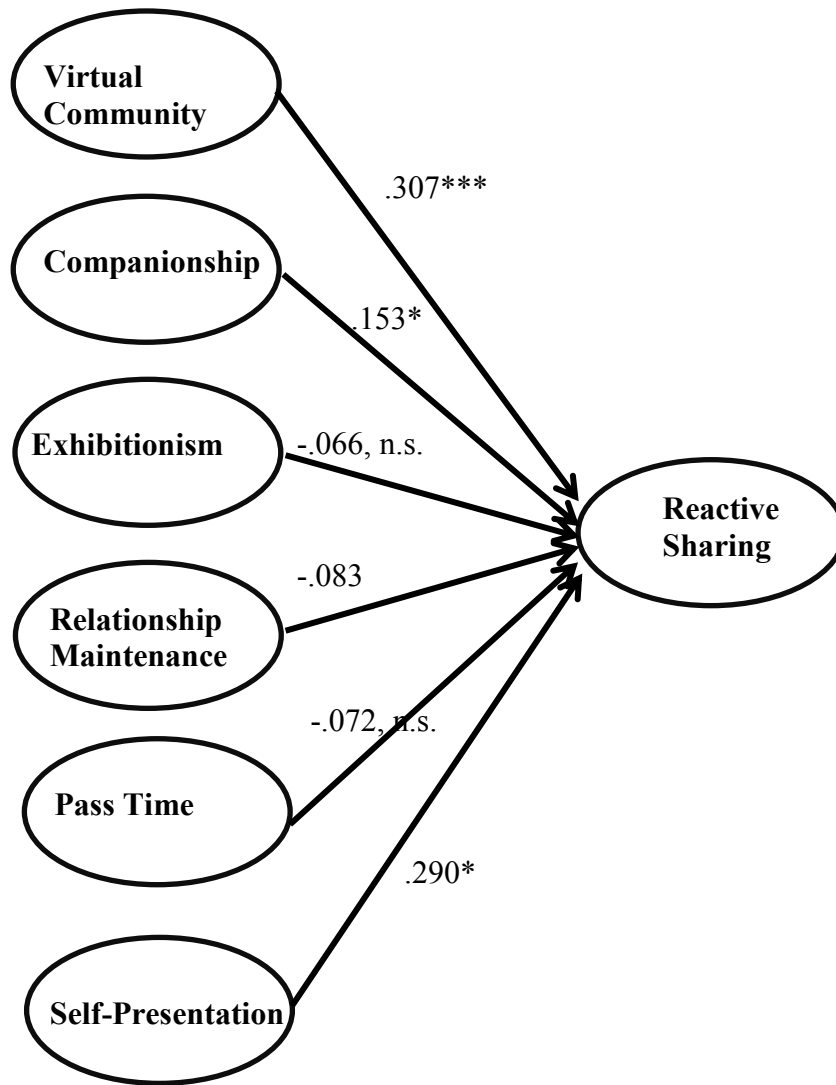 Virtual
Community
.307***
Companionship
.153*
Exhibitionism
-.066, n.s.
Reactive
Sharing
-.083
Relationship
Maintenance
-.072, n.s.
Pass Time
.290*
Self-Presentation